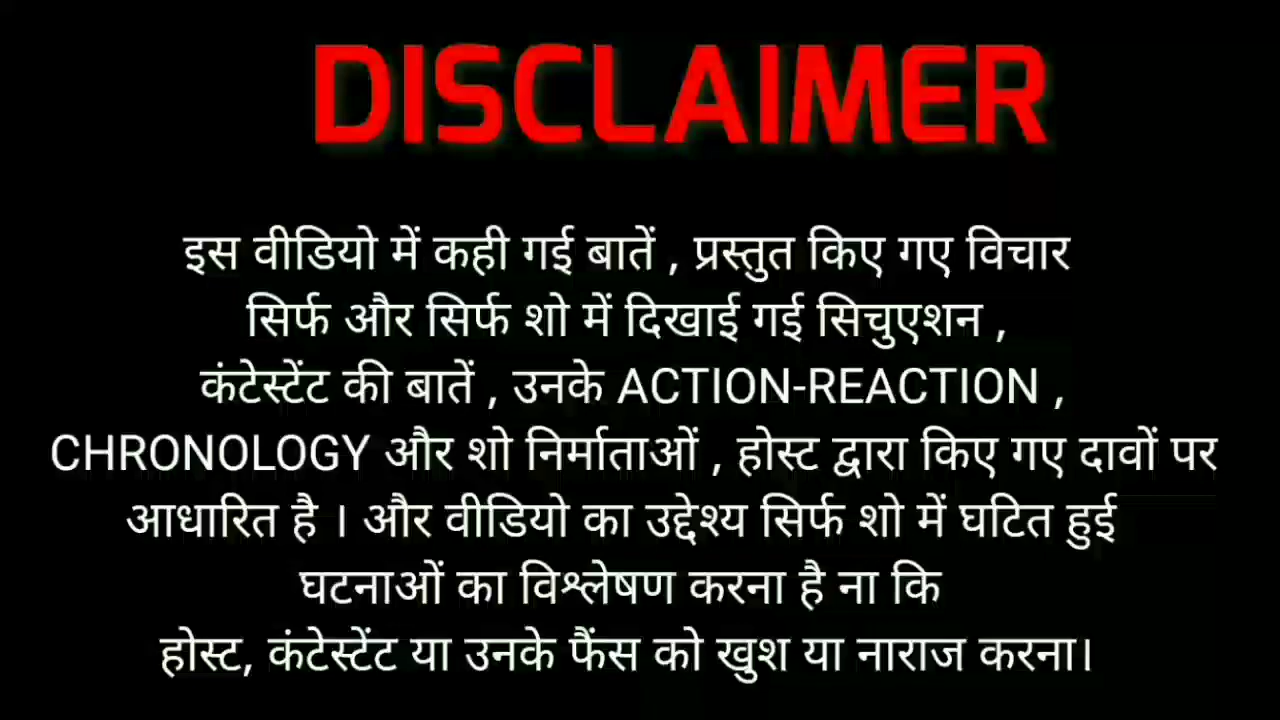 DISCLAIMER
इस वीडियो में कही गई बातें , प्रस्तुत किए गए विचार
सिर्फ और सिर्फ शो में दिखाई गई सिचुएशन ,
कंटेस्टेंट की बातें , उनके ACTION-REACTION ,
CHRONOLOGY और शो निर्माताओं , होस्ट द्वारा किए गए दावों पर
आधारित है । और वीडियो का उद्देश्य सिर्फ शो में घटित हुई
घटनाओं का विश्लेषण करना है ना कि
होस्ट, कंटेस्टेंट या उनके फैंस को खुश या नाराज करना।